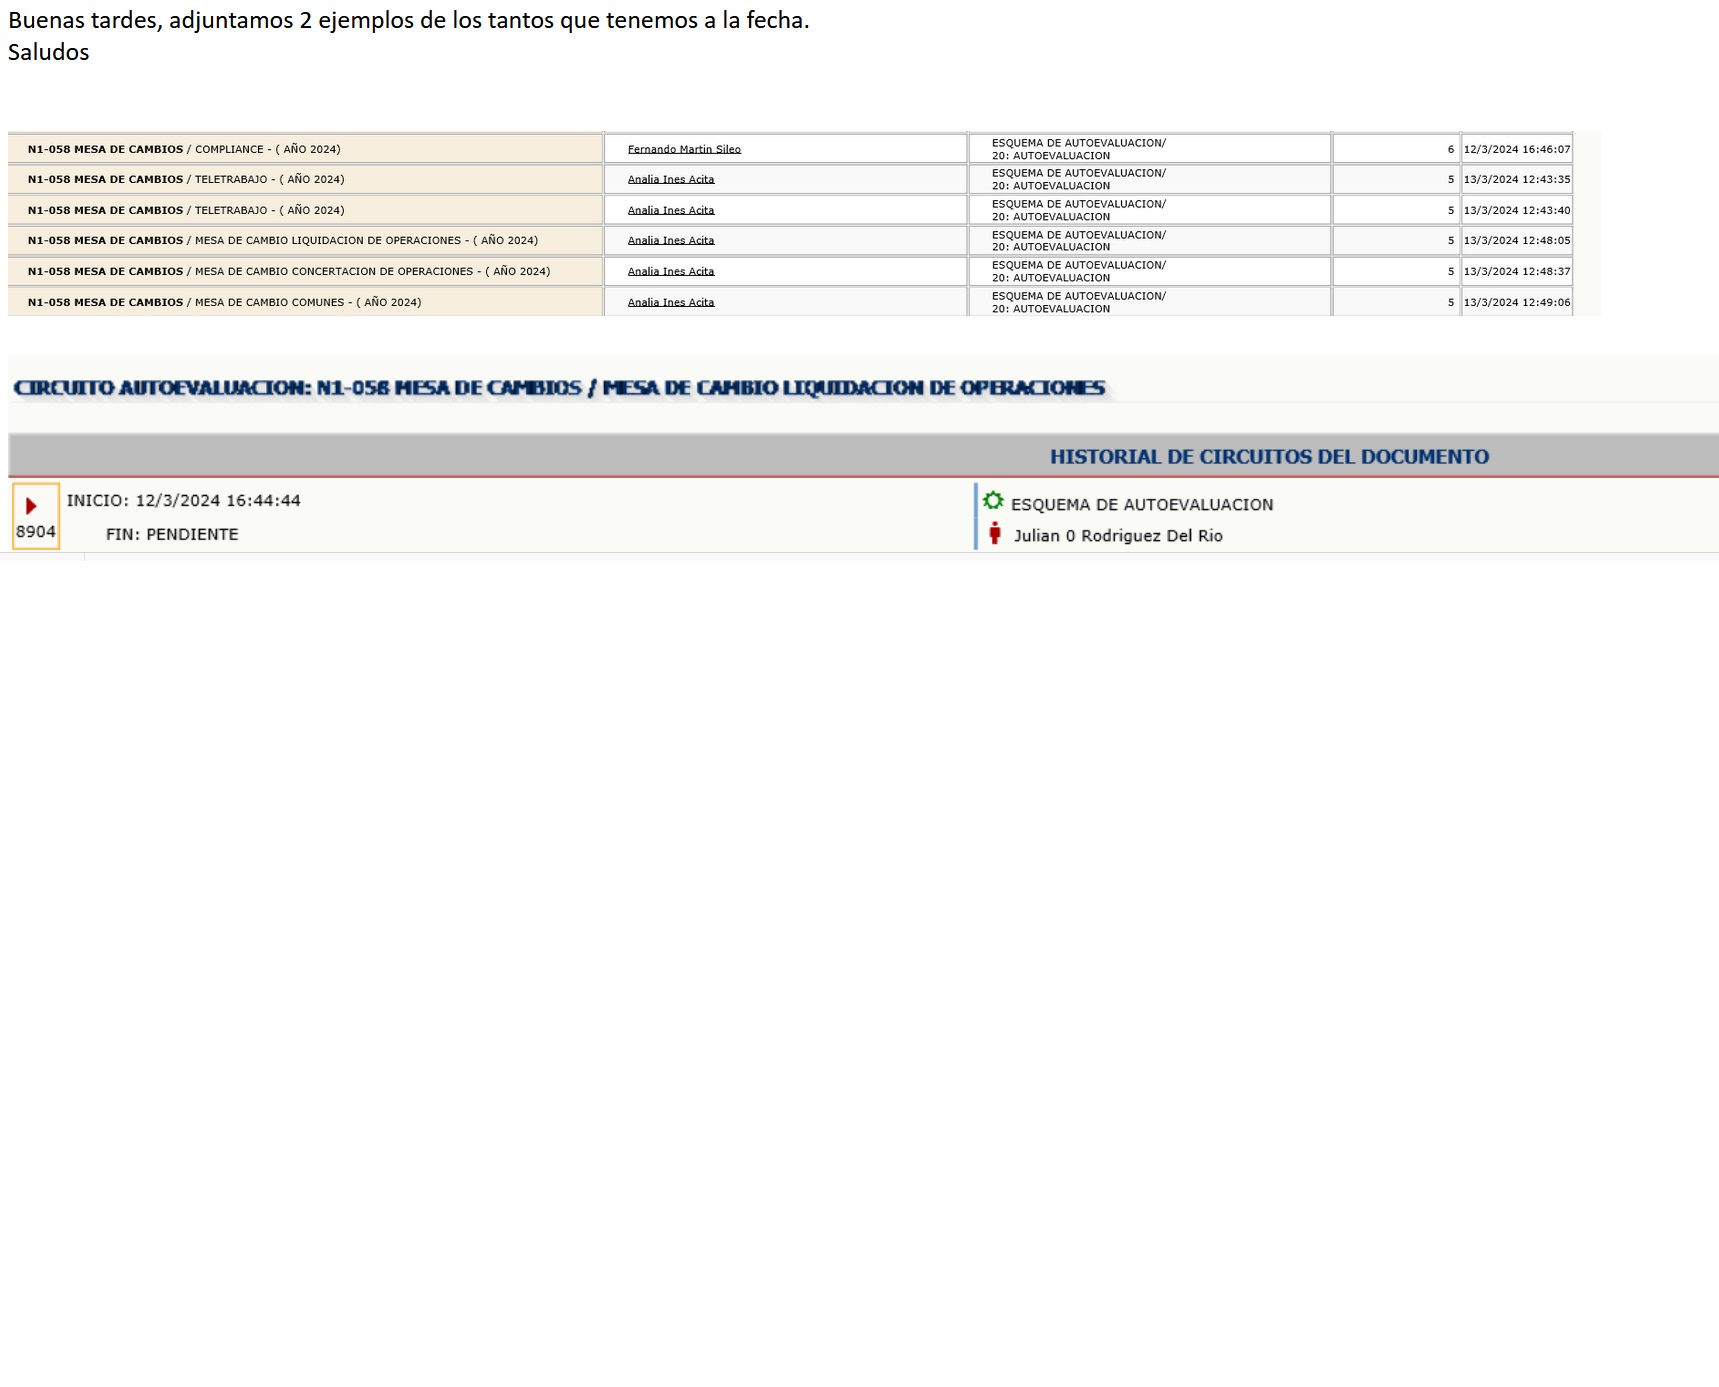 Buenas tardes, adjuntamos 2 ejemplos de los tantos que tenemos a la fecha.
Saludos
N1-058 MESA DE CAMBIOS / COMPLIANCE - ( AÑO 2024) Fernando Martin Sileo ESQUEMA DE AUTOEVALUACION/ 6 12/3/2024 16:46:07
20: AUTOEVALUACION
N1-058 MESA DE CAMBIOS / TELETRABAJO - ( AÑO 2024) Analia Ines Acita ESQUEMA DE AUTOEVALUACION/ 5 13/3/2024 12:43:35
20: AUTOEVALUACION
N1-058 MESA DE CAMBIOS / TELETRABAJO - ( AÑO 2024) Analia Ines Acita ESQUEMA DE AUTOEVALUACION/ 5 13/3/2024 12:43:40
20: AUTOEVALUACION
N1-058 MESA DE CAMBIOS / MESA DE CAMBIO LIQUIDACION DE OPERACIONES - ( AÑO 2024) Analia Ines Acita ESQUEMA DE AUTOEVALUACION/ 5 13/3/2024 12:48:05
20: AUTOEVALUACION
N1-058 MESA DE CAMBIOS / MESA DE CAMBIO CONCERTACION DE OPERACIONES - ( AÑO 2024) Analia Ines Acita ESQUEMA DE AUTOEVALUACION/ 5 13/3/2024 12:48:37
20: AUTOEVALUACION
N1-058 MESA DE CAMBIOS / MESA DE CAMBIO COMUNES - ( AÑO 2024) Analia Ines Acita ESQUEMA DE AUTOEVALUACION/ 5 13/3/2024 12:49:06
20: AUTOEVALUACION
CIRCUITO AUTOEVALUACION: N1-058 MESA DE CAMBIOS / MESA DE CAMBIO LIQUIDACION DE OPERACIONES
HISTORIAL DE CIRCUITOS DEL DOCUMENTO
INICIO: 12/3/2024 16:44:44 ESQUEMA DE AUTOEVALUACION
8904 FIN: PENDIENTE Julian 0 Rodriguez Del Rio